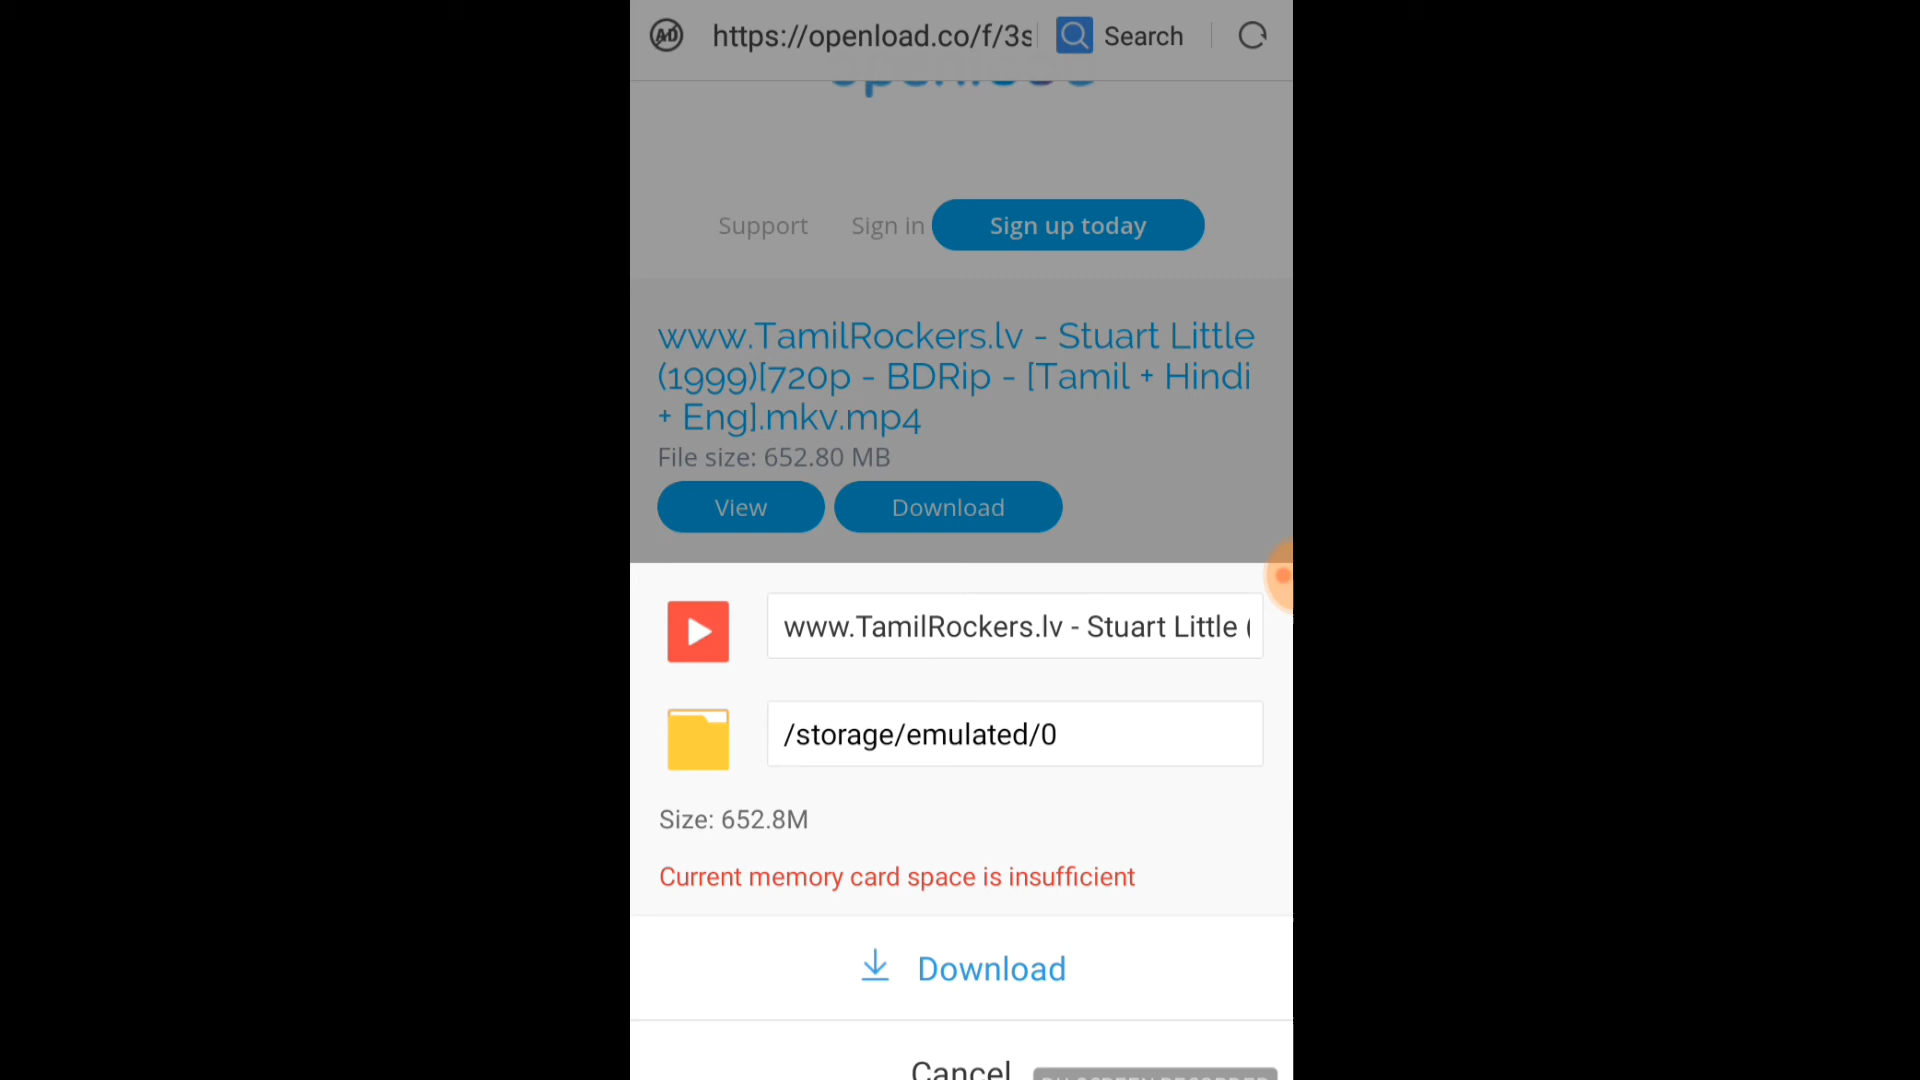 https://openload.co/f/3s
Search
Support Sign in Sign up today
www.TamilRockers.lv - Stuart Little
(1999)[720p - BDRip - [Tamil + Hindi
+ Eng].mkv.mp4
File size: 652.80 MB
View Download
www.TamilRockers.lv - Stuart Little (
/storage/emulated/0
Size: 652.8M
Current memory card space is insufficient
Download
Cancel